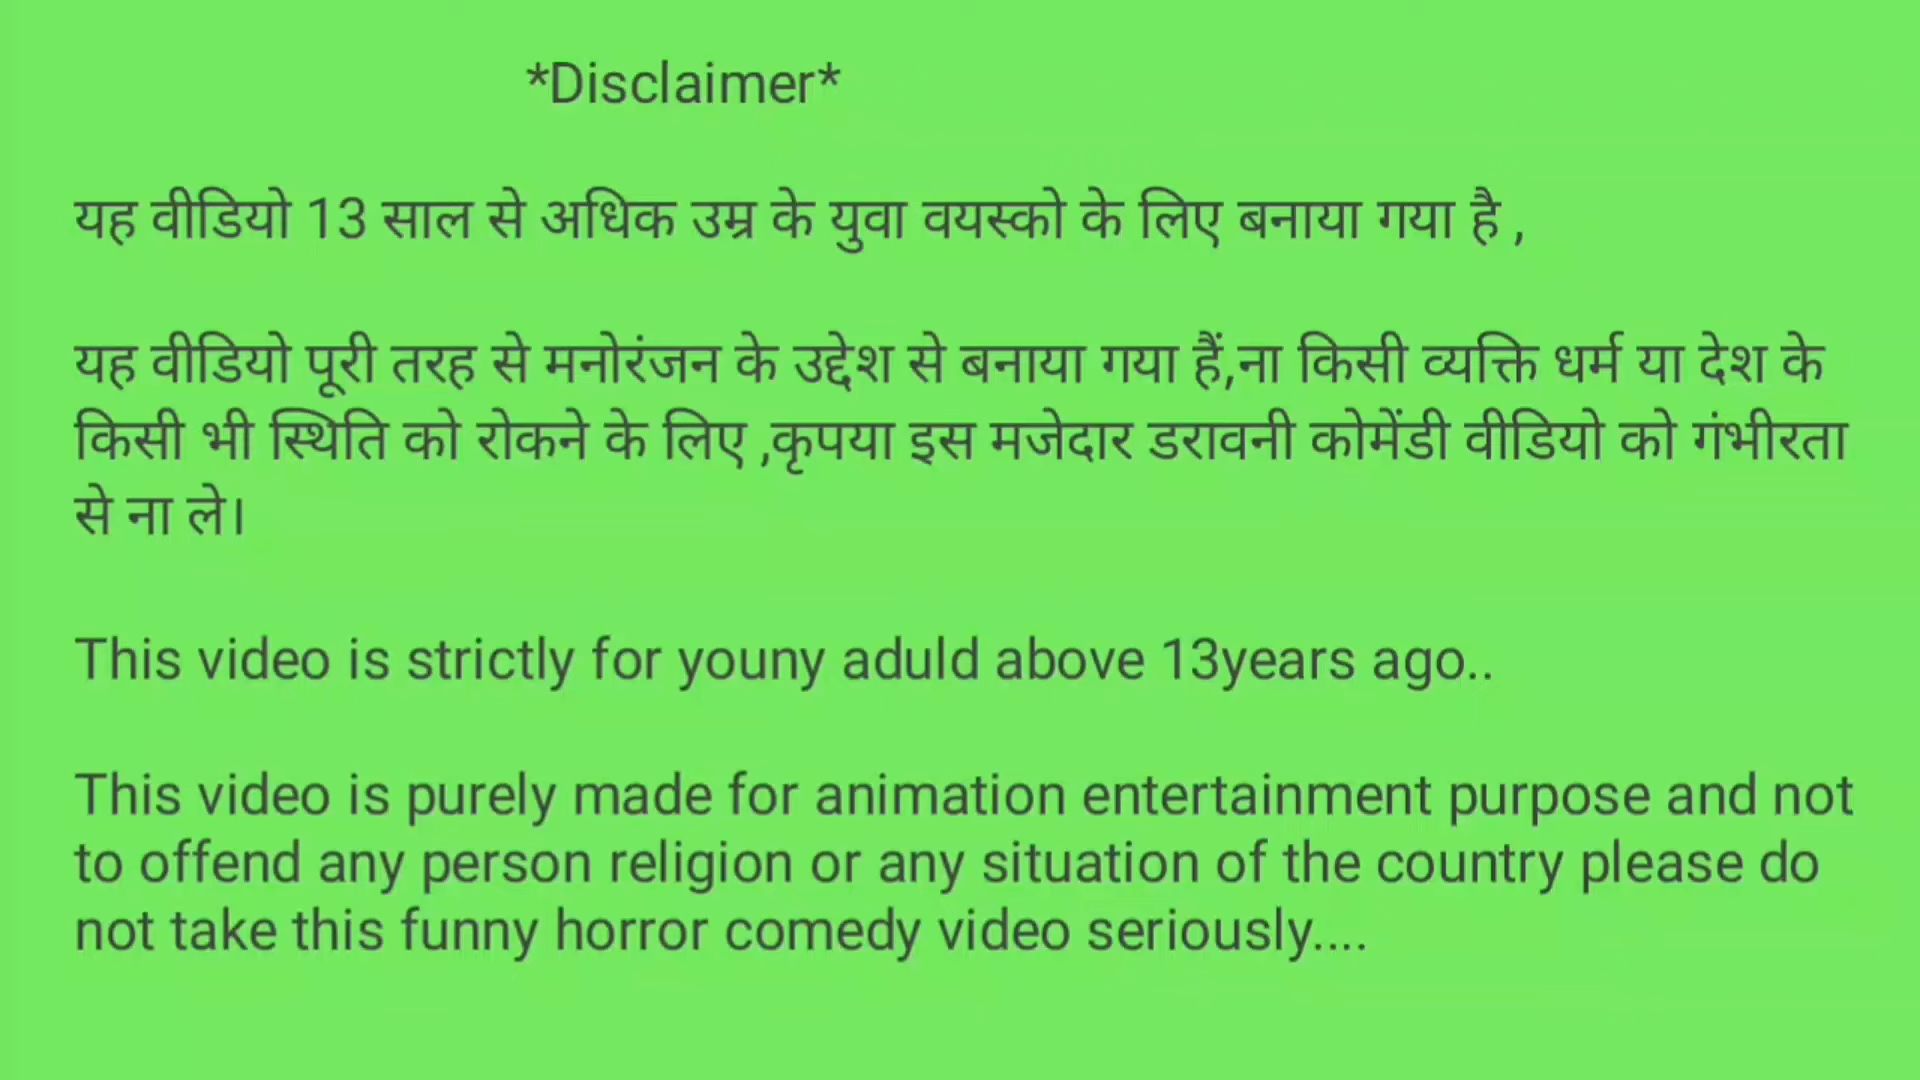 *Disclaimer*
यह वीडियो 13 साल से अधिक उम्र के युवा वयस्को के लिए बनाया गया है ,
यह वीडियो पूरी तरह से मनोरंजन के उद्देश से बनाया गया हैं,ना किसी व्यक्ति धर्म या देश के
किसी भी स्थिति को रोकने के लिए ,कृपया इस मजेदार डरावनी कोमेंडी वीडियो को गंभीरता
से ना ले।
This video is strictly for youny aduld above 13years ago..
This video is purely made for animation entertainment purpose and not
to offend any person religion or any situation of the country please do
not take this funny horror comedy video seriously....